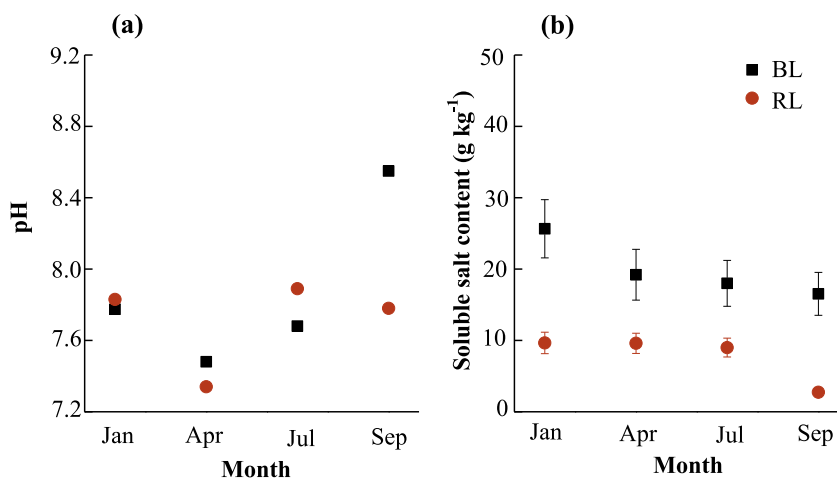 (a)
9.2
8.8
8.4
8.0
7.6
7.2
pH
Jan Apr Jul Sep
Month
(b)
50
40
30
20
10
0
Soluble salt content (g kg⁻¹)
BL
RL
Jan Apr Jul Sep
Month